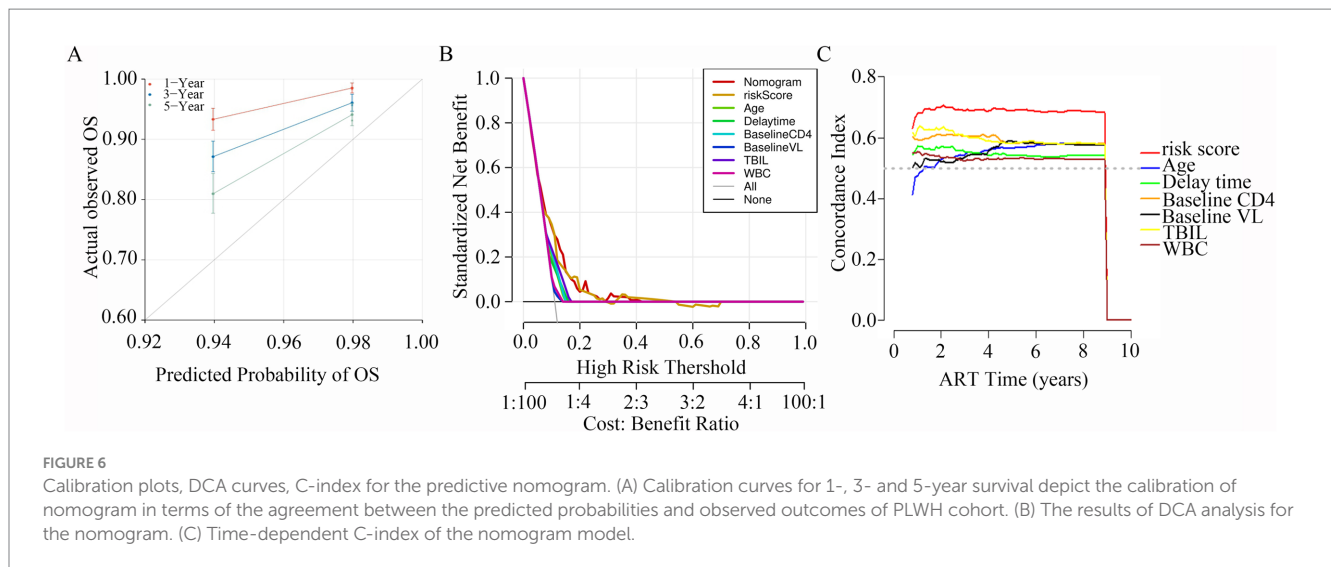 A
1.00
0.90
0.80
0.70
0.60
Actual observed OS
1-Year
3-Year
5-Year
0.92 0.94 0.96 0.98 1.00
Predicted Probability of OS
B
1.0
0.8
0.6
0.4
0.2
0.0
Standardized Net Benefit
Nomogram
riskScore
Age
Delaytime
BaselineCD4
BaselineVL
TBIL
WBC
All
None
0.0 0.2 0.4 0.6 0.8 1.0
High Risk Thershold
1:100 1:4 2:3 3:2 4:1 100:1
Cost: Benefit Ratio
C
0.8
0.6
0.4
0.2
0.0
Concordance Index
risk score
Age
Delay time
Baseline CD4
Baseline VL
TBIL
WBC
0 2 4 6 8 10
ART Time (years)
FIGURE 6
Calibration plots, DCA curves, C-index for the predictive nomogram. (A) Calibration curves for 1-, 3- and 5-year survival depict the calibration of
nomogram in terms of the agreement between the predicted probabilities and observed outcomes of PLWH cohort. (B) The results of DCA analysis for
the nomogram. (C) Time-dependent C-index of the nomogram model.